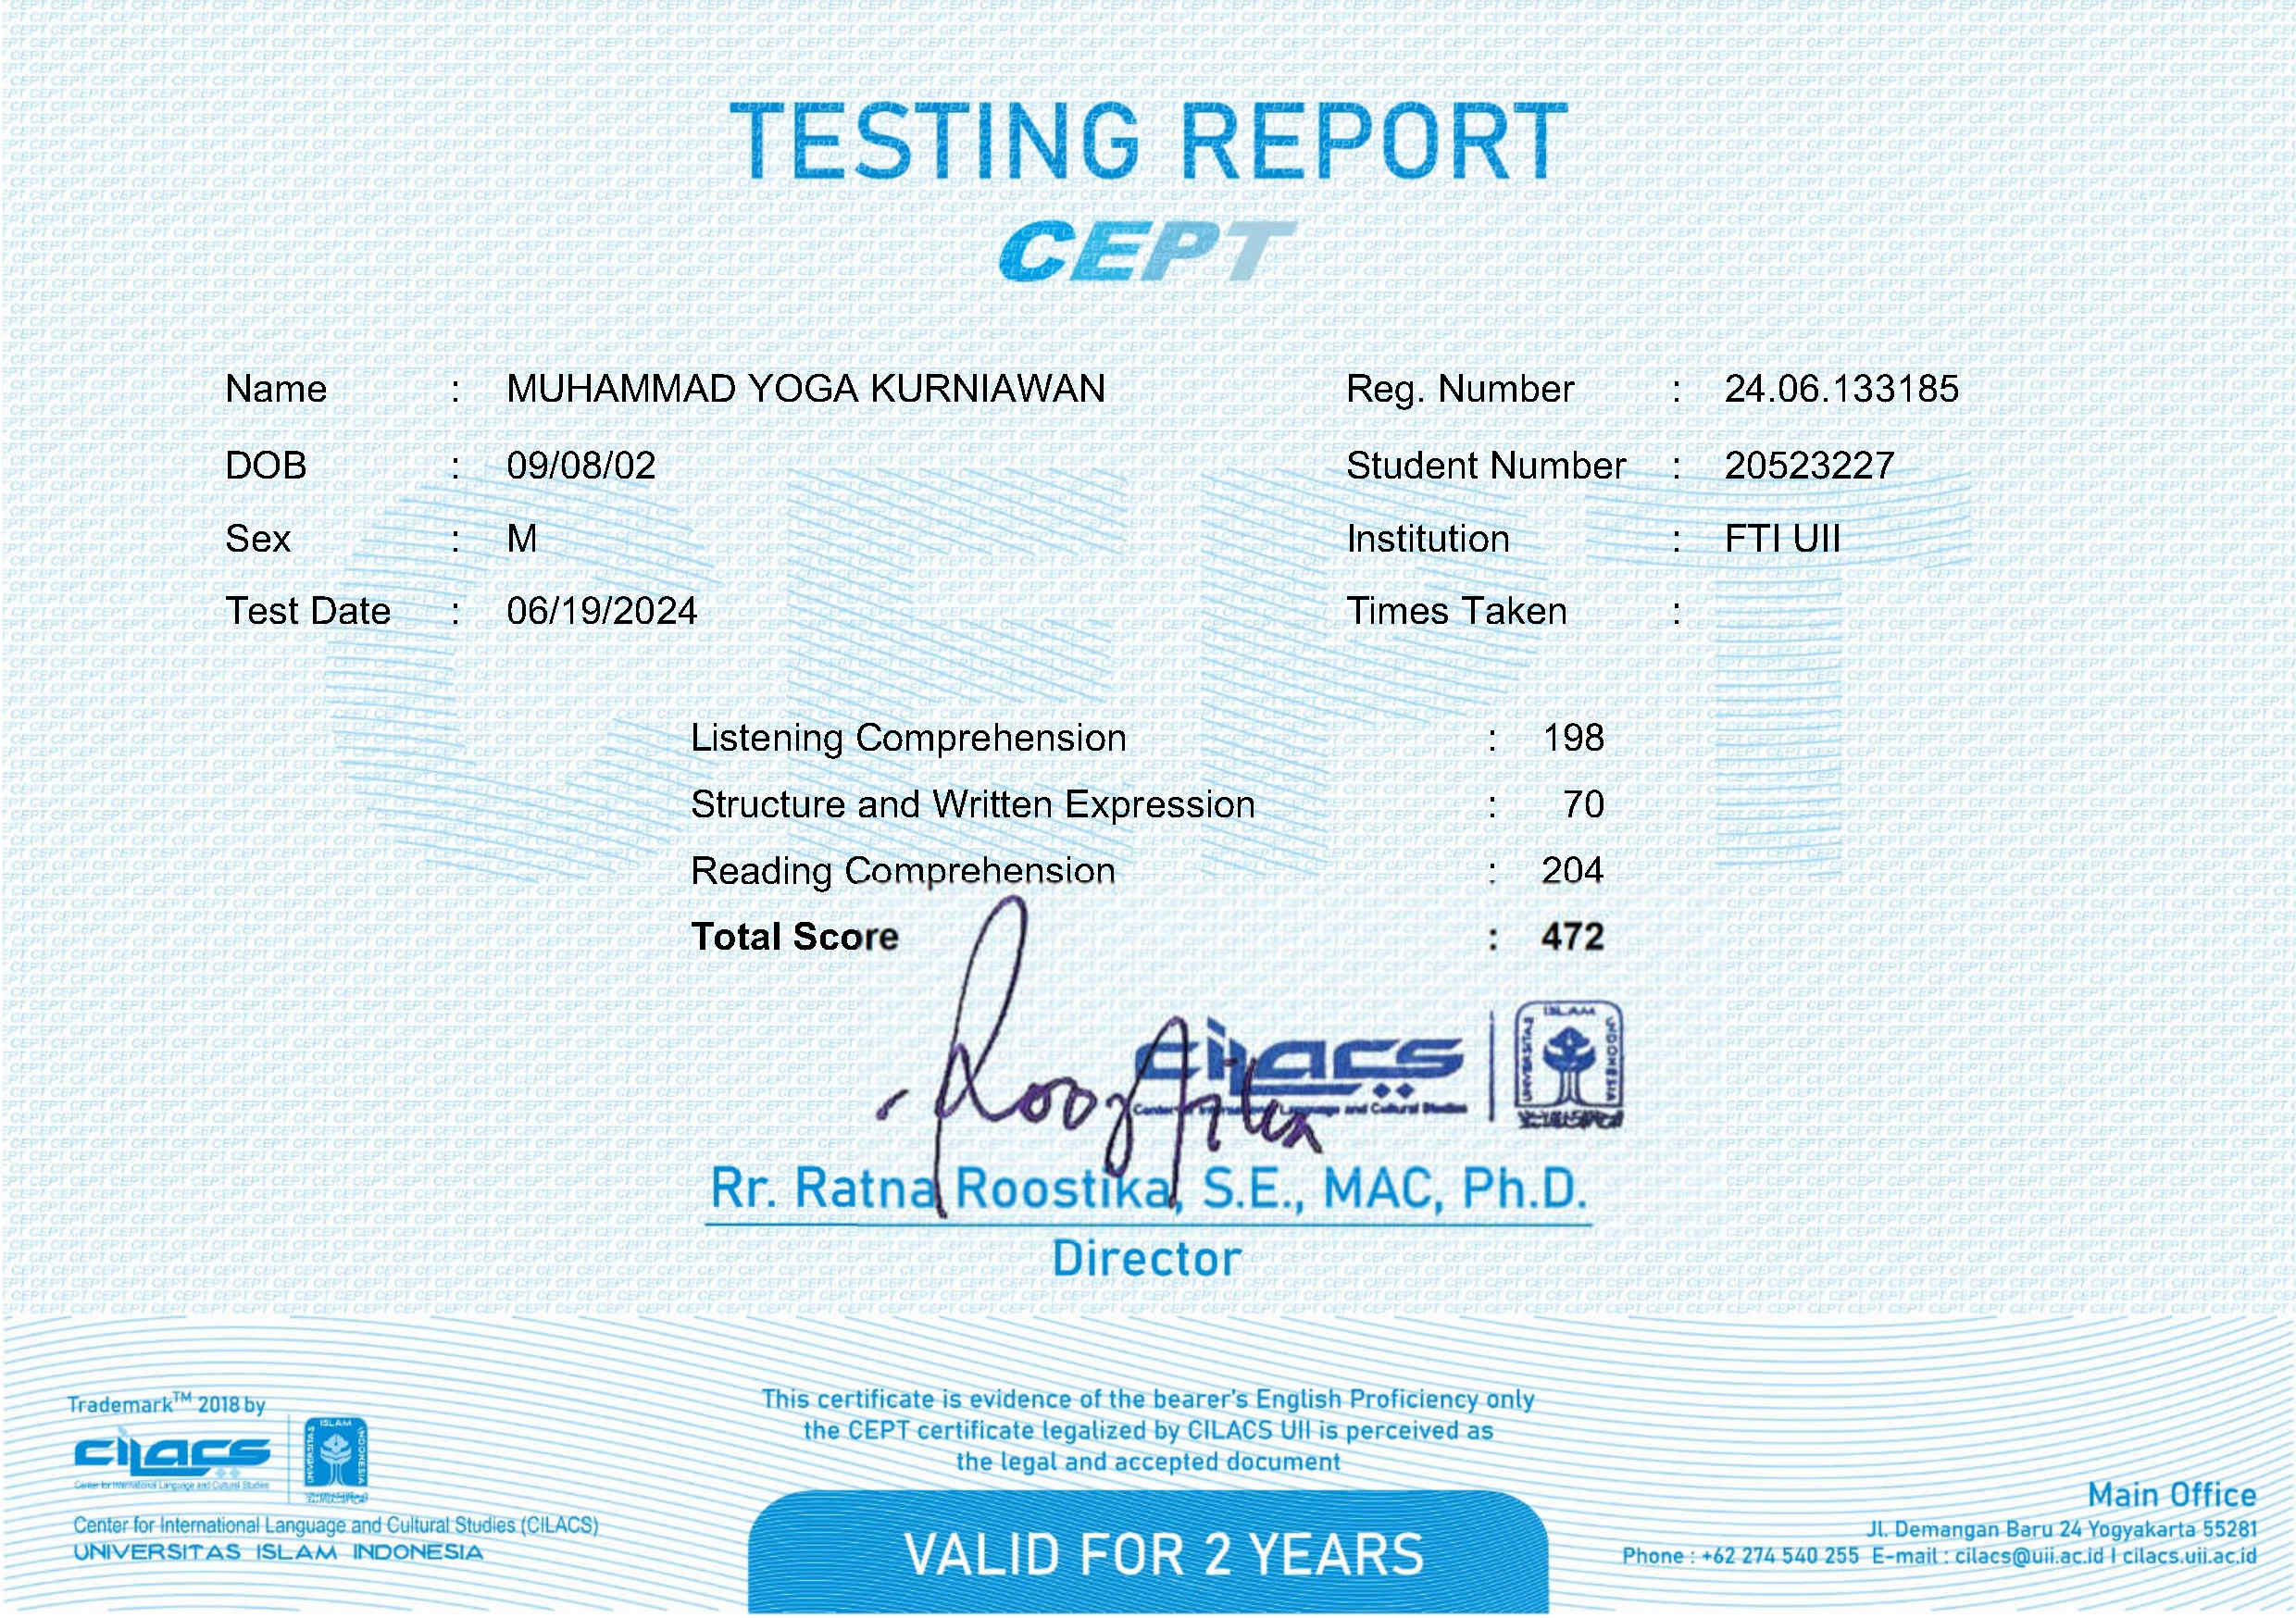 TESTING REPORT
CEPT
Name : MUHAMMAD YOGA KURNIAWAN
Reg. Number : 24.06.133185
DOB : 09/08/02
Student Number : 20523227
Sex : M
Institution : FTI UII
Test Date : 06/19/2024
Times Taken :
Listening Comprehension : 198
Structure and Written Expression : 70
Reading Comprehension : 204
Total Score : 472
cilacs
Center for International Language and Cultural Studies
ISLAM
UNIVERSITAS
INDONESIA
Rr. Ratna Roostika, S.E., MAC, Ph.D.
Director
Trademark™ 2018 by
cilacs
Center for International Language and Cultural Studies
ISLAM
UNIVERSITAS
INDONESIA
Center for International Language and Cultural Studies (CILACS)
UNIVERSITAS ISLAM INDONESIA
This certificate is evidence of the bearer's English Proficiency only
the CEPT certificate legalized by CILACS UII is perceived as
the legal and accepted document
VALID FOR 2 YEARS
Main Office
Jl. Demangan Baru 24 Yogyakarta 55281
Phone : +62 274 540 255 E-mail : cilacs@uii.ac.id I cilacs.uii.ac.id